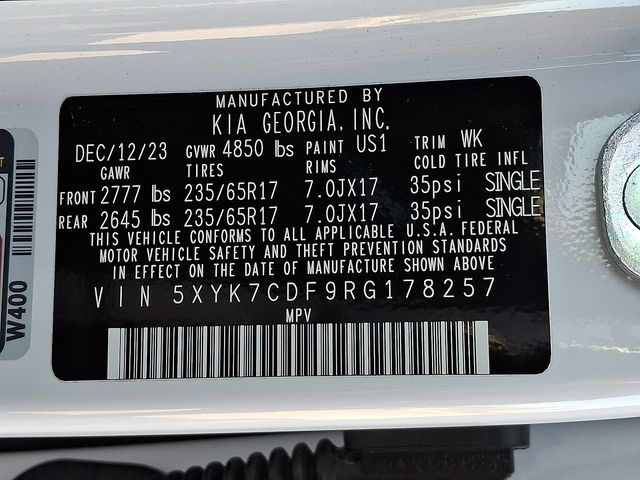 MANUFACTURED BY
KIA GEORGIA, INC.
DEC/12/23 GVWR 4850 lbs PAINT US1 TRIM WK
GAWR TIRES RIMS COLD TIRE INFL
FRONT 2777 lbs 235/65R17 7.0JX17 35psi SINGLE
REAR 2645 lbs 235/65R17 7.0JX17 35psi SINGLE
THIS VEHICLE CONFORMS TO ALL APPLICABLE U.S.A. FEDERAL
MOTOR VEHICLE SAFETY AND THEFT PREVENTION STANDARDS
IN EFFECT ON THE DATE OF MANUFACTURE SHOWN ABOVE
VIN 5XYK7CDF9RG178257
MPV
W400